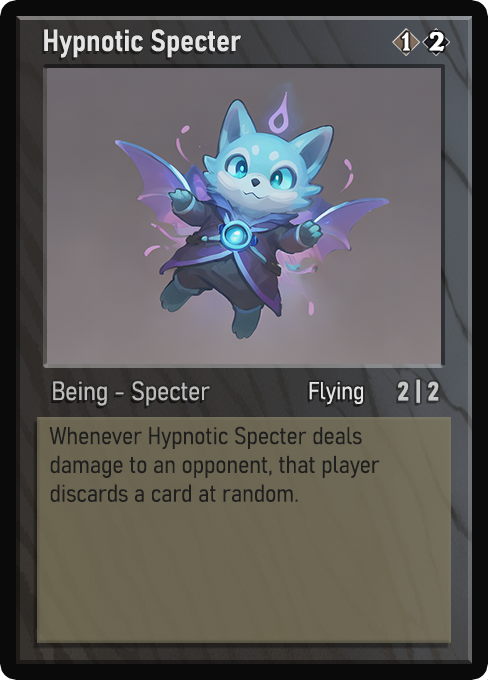 Hypnotic Specter 1 2
Being - Specter Flying 2|2
Whenever Hypnotic Specter deals
damage to an opponent, that player
discards a card at random.